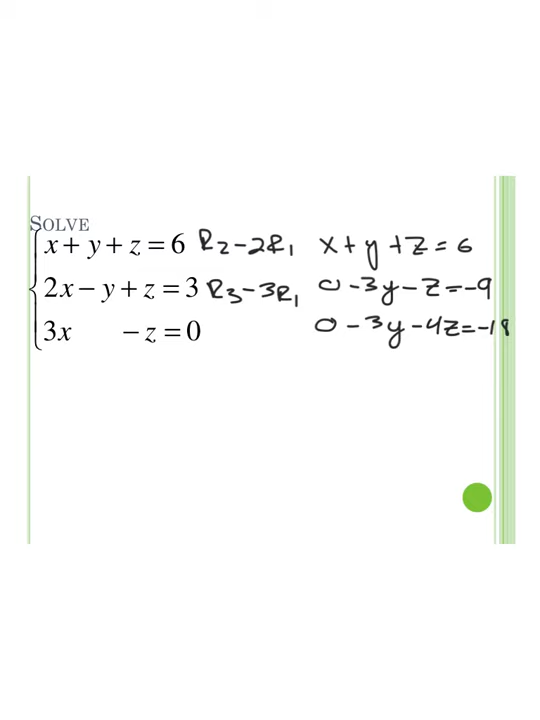 SOLVE
x + y + z = 6 R2 - 2R1 x + y + z = 6
2x - y + z = 3 R3 - 3R1 0 - 3y - z = -9
3x - z = 0 0 - 3y - 4z = -18